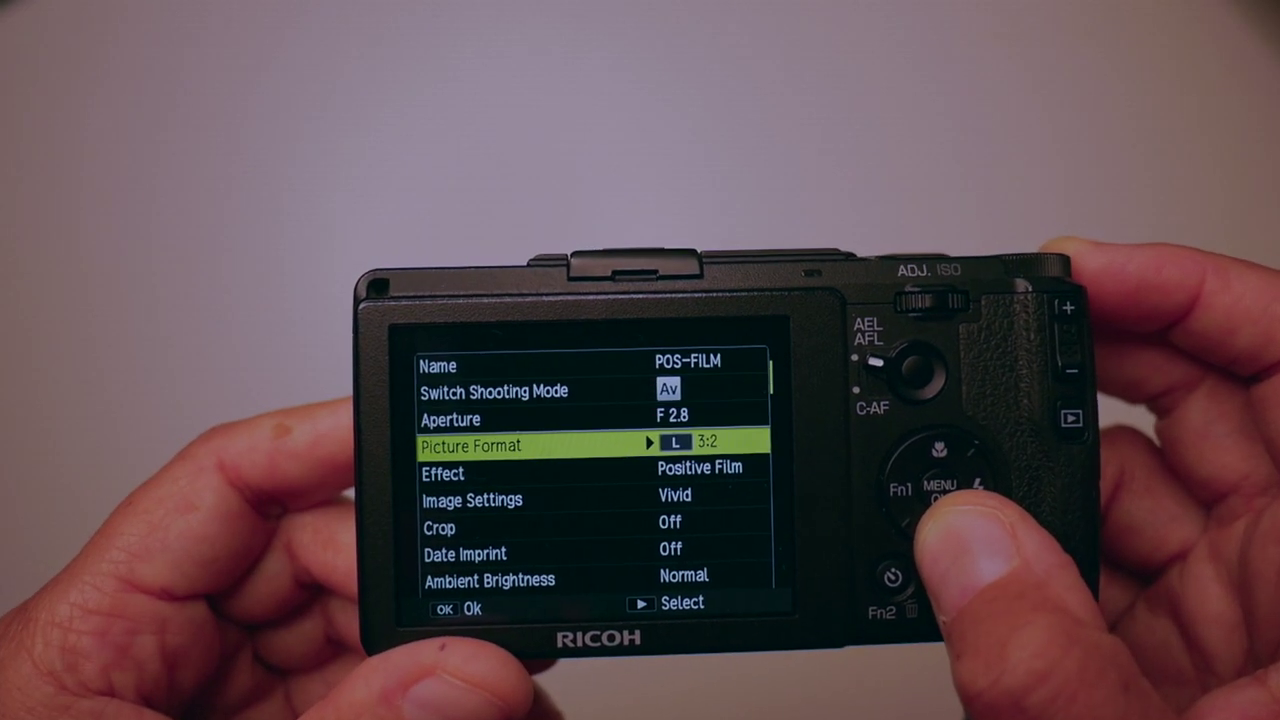 ADJ. ISO
AEL
AFL
C-AF
Name POS-FILM
Switch Shooting Mode Av
Aperture F 2.8
Picture Format L 3:2
Effect Positive Film
Image Settings Vivid
Crop Off
Date Imprint Off
Ambient Brightness Normal
OK Ok Select
+
-
Fn1 MENU
Fn2
RICOH